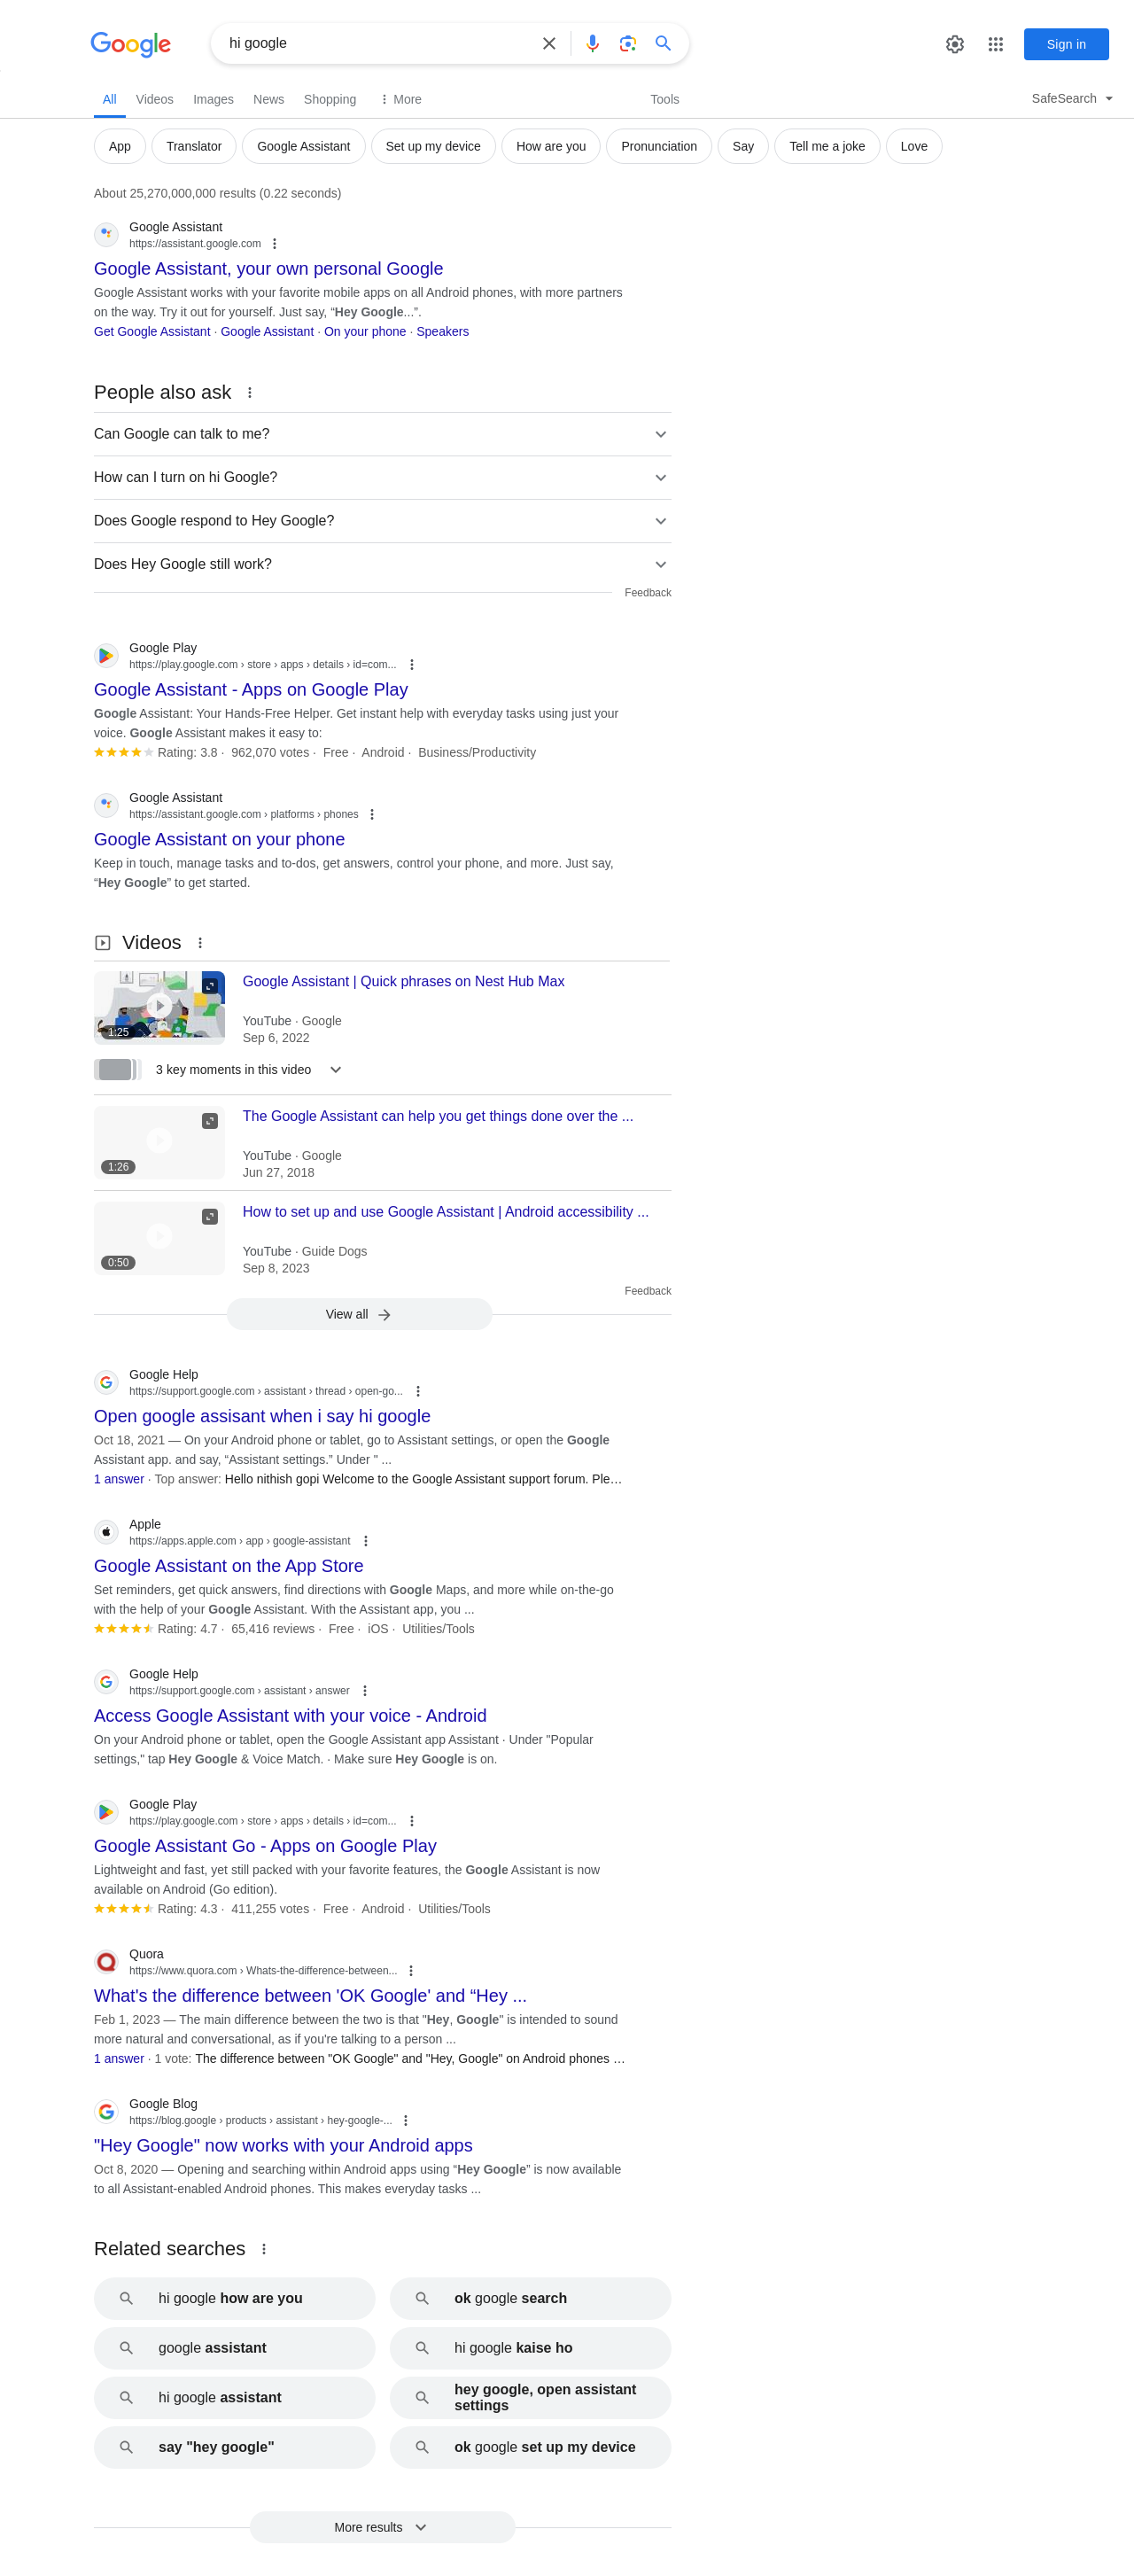 Google
hi google
Sign in
All
Videos
Images
News
Shopping
More
Tools
SafeSearch
App
Translator
Google Assistant
Set up my device
How are you
Pronunciation
Say
Tell me a joke
Love
About 25,270,000,000 results (0.22 seconds)
Google Assistant
https://assistant.google.com
Google Assistant, your own personal Google
Google Assistant works with your favorite mobile apps on all Android phones, with more partners
on the way. Try it out for yourself. Just say, “Hey Google...”.
Get Google Assistant · Google Assistant · On your phone · Speakers
People also ask
Can Google can talk to me?
How can I turn on hi Google?
Does Google respond to Hey Google?
Does Hey Google still work?
Feedback
Google Play
https://play.google.com › store › apps › details › id=com...
Google Assistant - Apps on Google Play
Google Assistant: Your Hands-Free Helper. Get instant help with everyday tasks using just your
voice. Google Assistant makes it easy to:
Rating: 3.8 · 962,070 votes · Free · Android · Business/Productivity
Google Assistant
https://assistant.google.com › platforms › phones
Google Assistant on your phone
Keep in touch, manage tasks and to-dos, get answers, control your phone, and more. Just say,
“Hey Google” to get started.
Videos
1:25
Google Assistant | Quick phrases on Nest Hub Max
YouTube · Google
Sep 6, 2022
3 key moments in this video
1:26
The Google Assistant can help you get things done over the ...
YouTube · Google
Jun 27, 2018
0:50
How to set up and use Google Assistant | Android accessibility ...
YouTube · Guide Dogs
Sep 8, 2023
Feedback
View all
Google Help
https://support.google.com › assistant › thread › open-go...
Open google assisant when i say hi google
Oct 18, 2021 — On your Android phone or tablet, go to Assistant settings, or open the Google
Assistant app. and say, “Assistant settings.” Under " ...
1 answer · Top answer: Hello nithish gopi Welcome to the Google Assistant support forum. Ple…
Apple
https://apps.apple.com › app › google-assistant
Google Assistant on the App Store
Set reminders, get quick answers, find directions with Google Maps, and more while on-the-go
with the help of your Google Assistant. With the Assistant app, you ...
Rating: 4.7 · 65,416 reviews · Free · iOS · Utilities/Tools
Google Help
https://support.google.com › assistant › answer
Access Google Assistant with your voice - Android
On your Android phone or tablet, open the Google Assistant app Assistant · Under "Popular
settings," tap Hey Google & Voice Match. · Make sure Hey Google is on.
Google Play
https://play.google.com › store › apps › details › id=com...
Google Assistant Go - Apps on Google Play
Lightweight and fast, yet still packed with your favorite features, the Google Assistant is now
available on Android (Go edition).
Rating: 4.3 · 411,255 votes · Free · Android · Utilities/Tools
Quora
https://www.quora.com › Whats-the-difference-between...
What's the difference between 'OK Google' and “Hey ...
Feb 1, 2023 — The main difference between the two is that "Hey, Google" is intended to sound
more natural and conversational, as if you're talking to a person ...
1 answer · 1 vote: The difference between "OK Google" and "Hey, Google" on Android phones …
Google Blog
https://blog.google › products › assistant › hey-google-...
"Hey Google" now works with your Android apps
Oct 8, 2020 — Opening and searching within Android apps using “Hey Google” is now available
to all Assistant-enabled Android phones. This makes everyday tasks ...
Related searches
hi google how are you
ok google search
google assistant
hi google kaise ho
hi google assistant
hey google, open assistant
settings
say "hey google"
ok google set up my device
More results